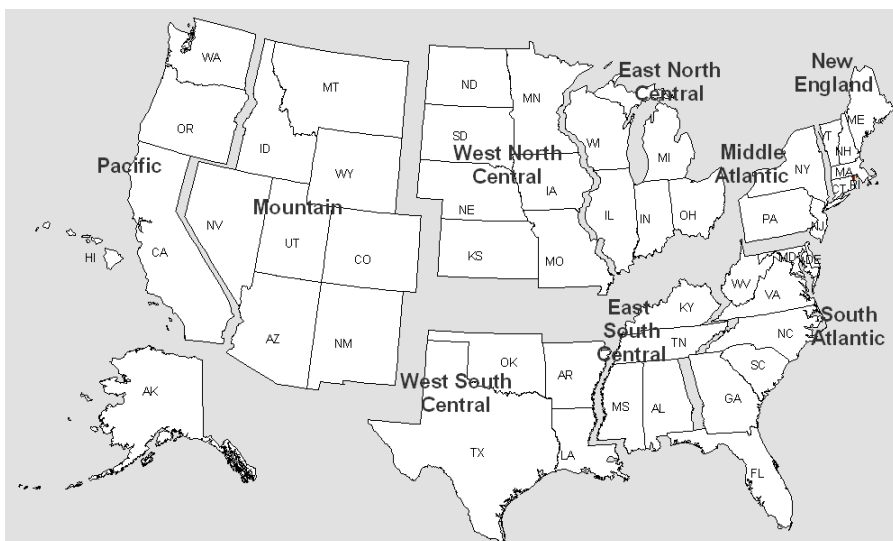 New
England
East North
Central
WA
MT
ND
MN
ME
OR
ID
SD
WI
VT
NH
West North
Central
MI
Middle
Atlantic
NY
MA
CT
RI
Pacific
WY
IA
Mountain
NV
NE
IL
IN
OH
PA
NJ
HI
CA
UT
CO
KS
MO
WV
MD
DE
VA
East
South
Central
KY
South
Atlantic
AZ
NM
TN
NC
West South
Central
OK
AR
SC
AK
MS
AL
GA
TX
LA
FL